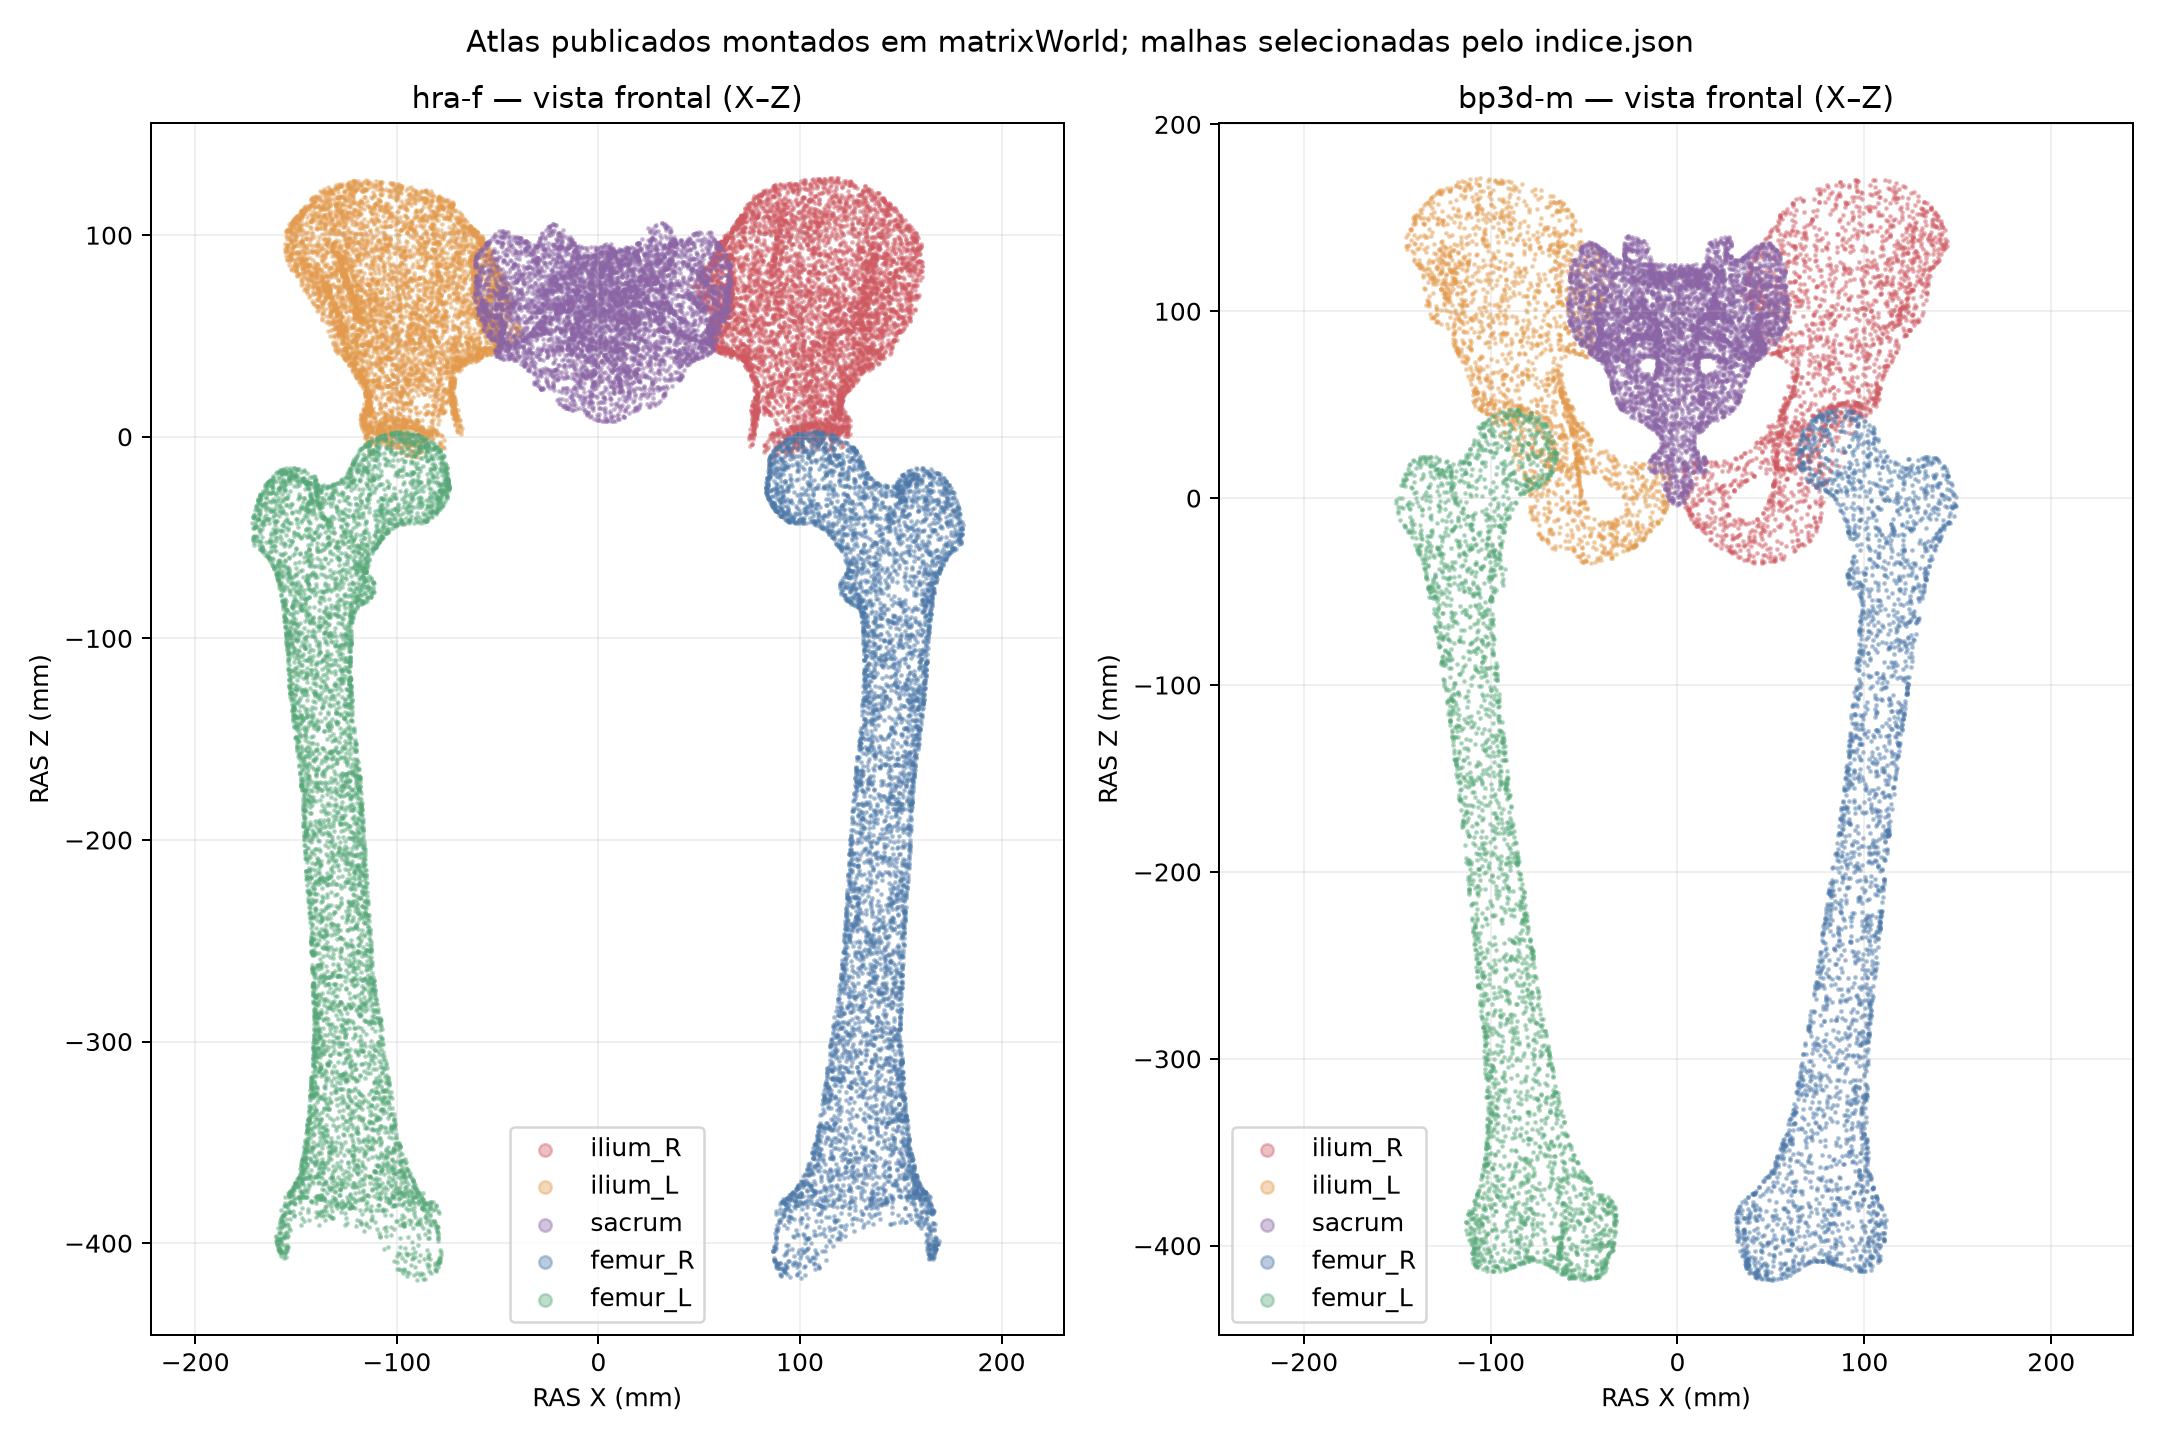 Atlas publicados montados em matrixWorld; malhas selecionadas pelo indice.json
hra-f — vista frontal (X–Z)
100
0
−100
−200
−300
−400
RAS Z (mm)
−200
−100
0
100
200
RAS X (mm)
ilium_R
ilium_L
sacrum
femur_R
femur_L
bp3d-m — vista frontal (X–Z)
200
100
0
−100
−200
−300
−400
RAS Z (mm)
−200
−100
0
100
200
RAS X (mm)
ilium_R
ilium_L
sacrum
femur_R
femur_L